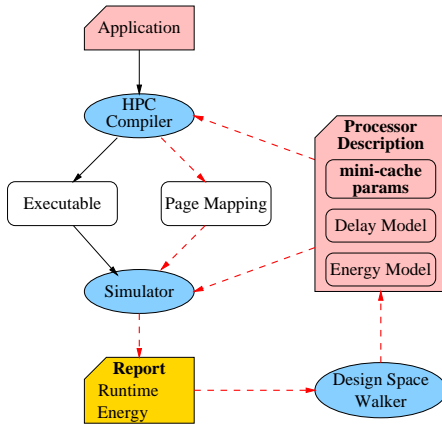 Application
HPC
Compiler
Processor
Description
mini-cache
params
Executable
Page Mapping
Delay Model
Energy Model
Simulator
Report
Runtime
Energy
Design Space
Walker